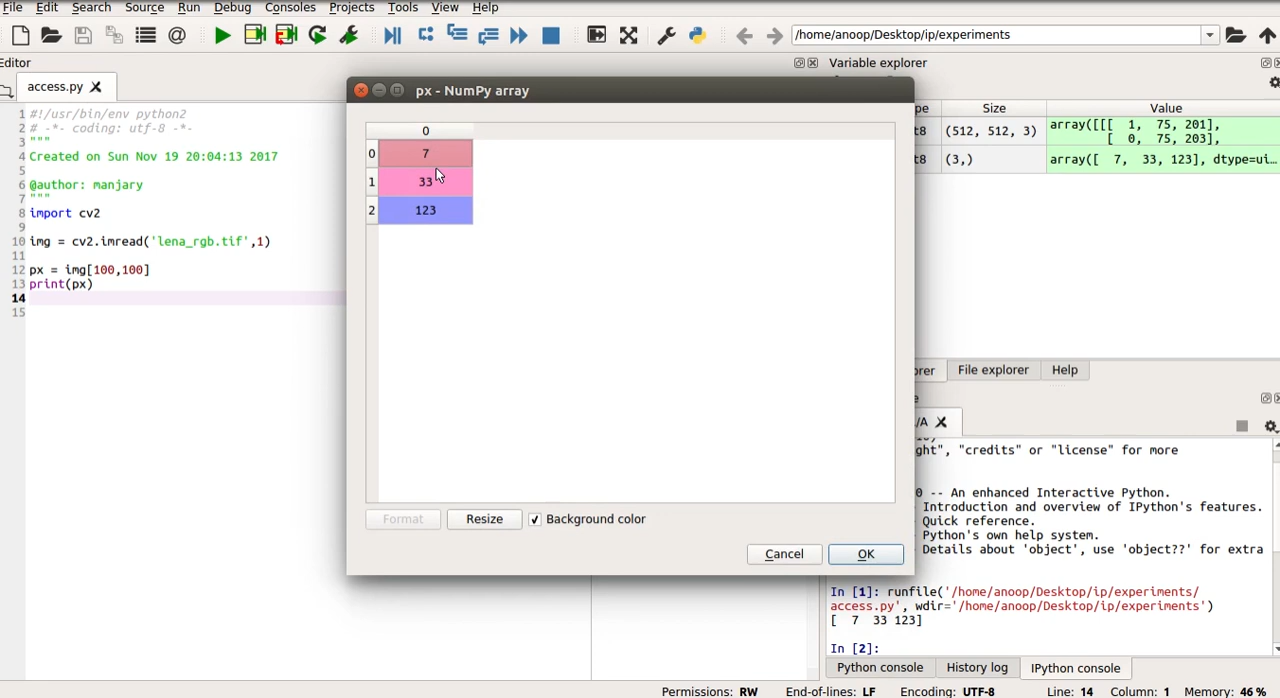 File Edit Search Source Run Debug Consoles Projects Tools View Help
/home/anoop/Desktop/ip/experiments
Editor
Variable explorer
access.py
1 #!/usr/bin/env python2
2 # -*- coding: utf-8 -*-
3 """
4 Created on Sun Nov 19 20:04:13 2017
5
6 @author: manjary
7 """
8 import cv2
9
10 img = cv2.imread('lena_rgb.tif',1)
11
12 px = img[100,100]
13 print(px)
14
15
px - NumPy array
0
0 7
1 33
2 123
Format Resize Background color
Cancel OK
pe Size Value
t8 (512, 512, 3) array([[[ 1, 75, 201],
[ 0, 75, 203],
t8 (3,) array([ 7, 33, 123], dtype=ui...
rer File explorer Help
e
/A
ght", "credits" or "license" for more
0 -- An enhanced Interactive Python.
Introduction and overview of IPython's features.
Quick reference.
Python's own help system.
Details about 'object', use 'object??' for extra
In [1]: runfile('/home/anoop/Desktop/ip/experiments/
access.py', wdir='/home/anoop/Desktop/ip/experiments')
[ 7 33 123]
In [2]:
Python console History log IPython console
Permissions: RW End-of-lines: LF Encoding: UTF-8 Line: 14 Column: 1 Memory: 46 %